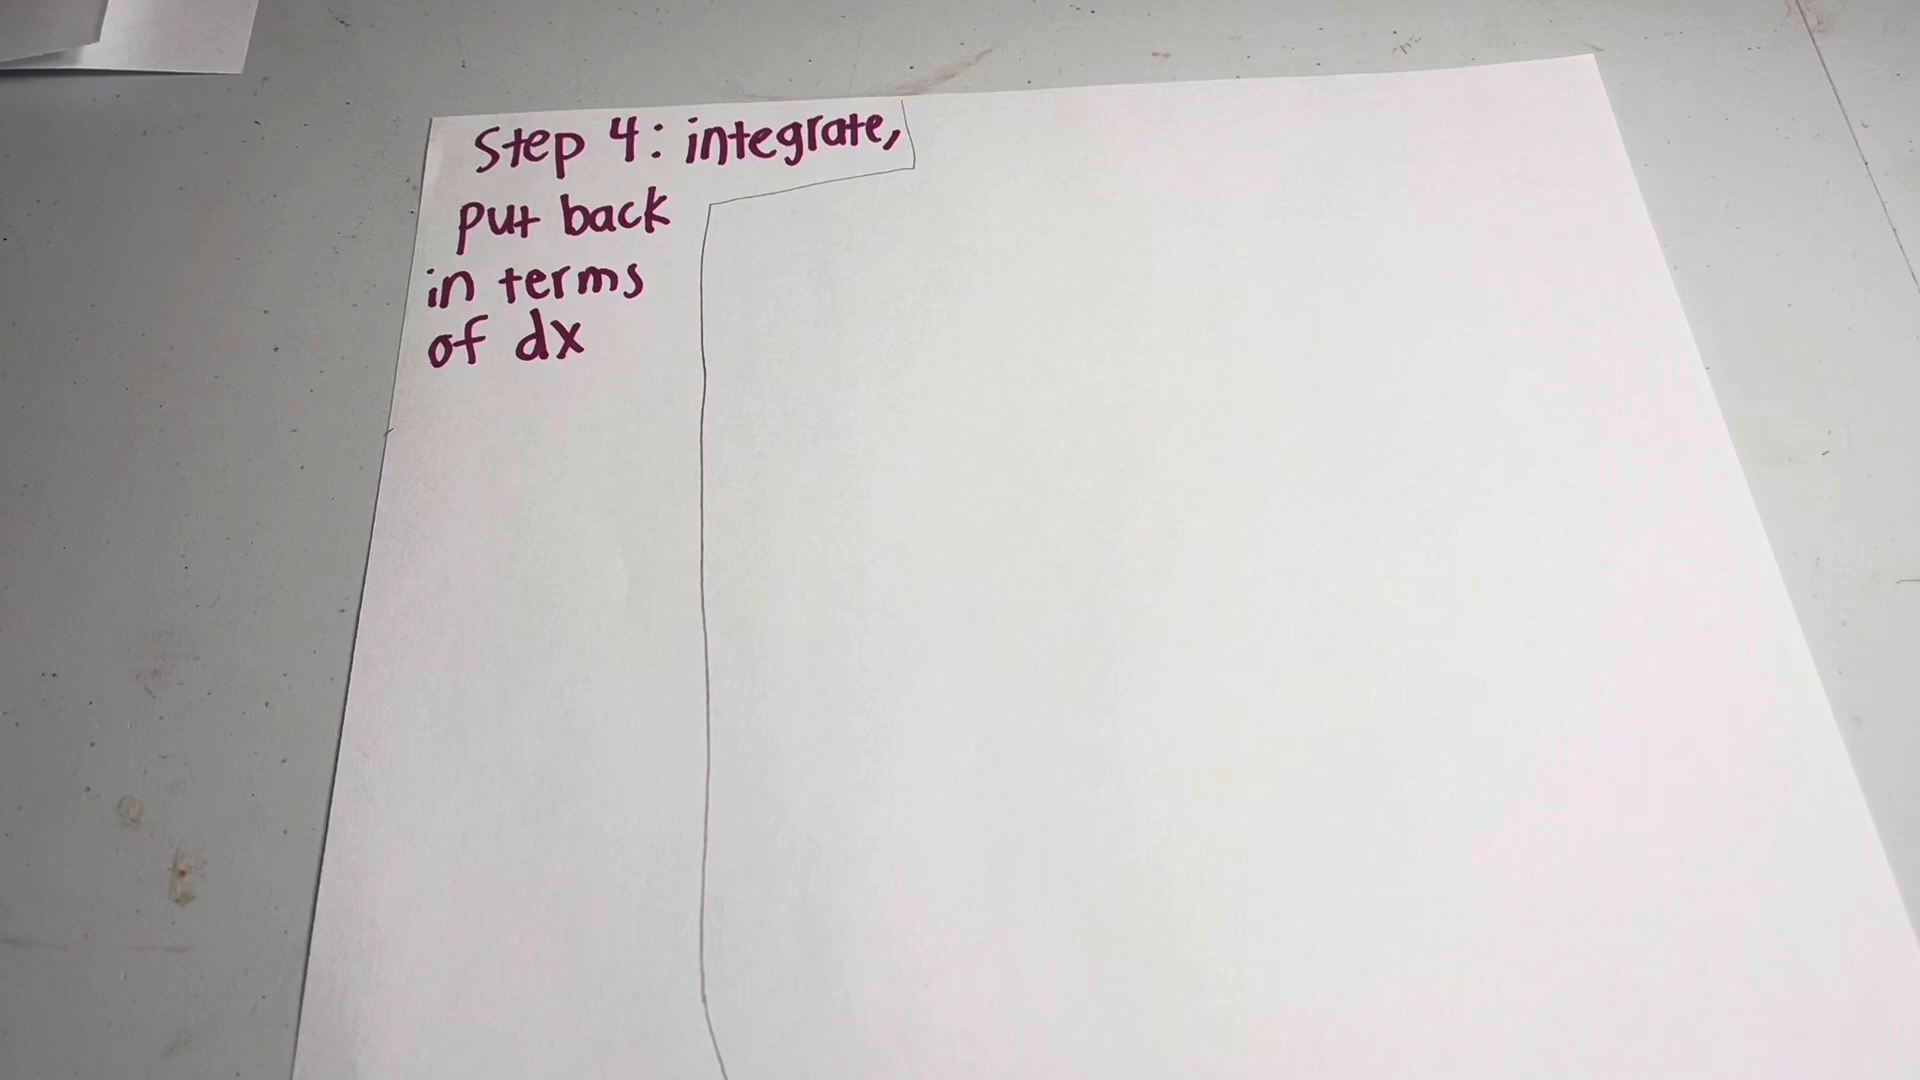 Step 4: integrate,
put back
in terms
of dx